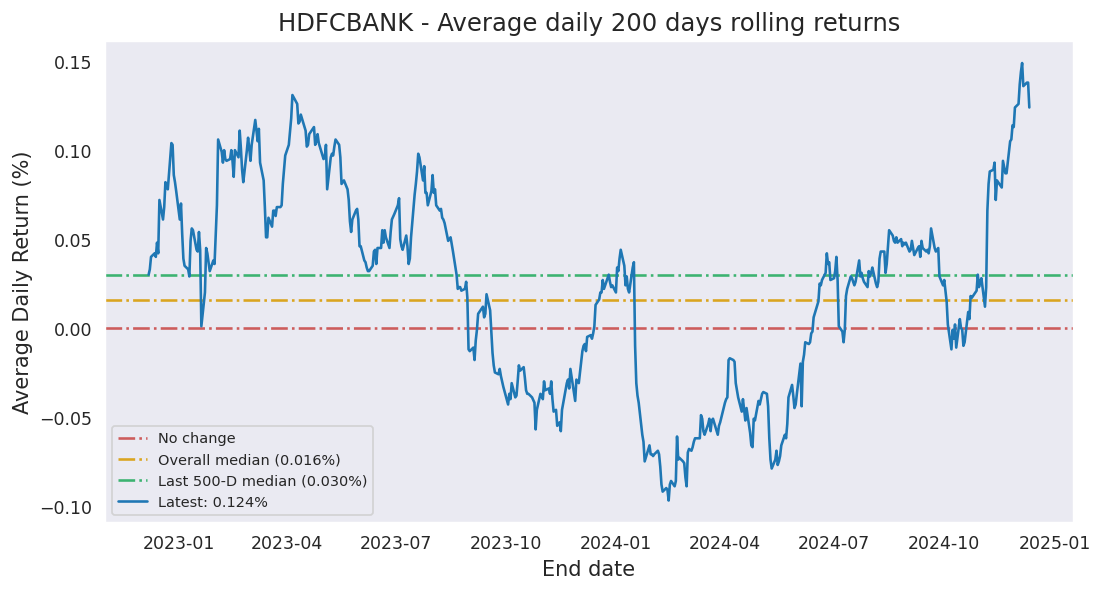 HDFCBANK - Average daily 200 days rolling returns
Average Daily Return (%)
0.15
0.10
0.05
0.00
−0.05
−0.10
No change
Overall median (0.016%)
Last 500-D median (0.030%)
Latest: 0.124%
2023-01 2023-04 2023-07 2023-10 2024-01 2024-04 2024-07 2024-10 2025-01
End date